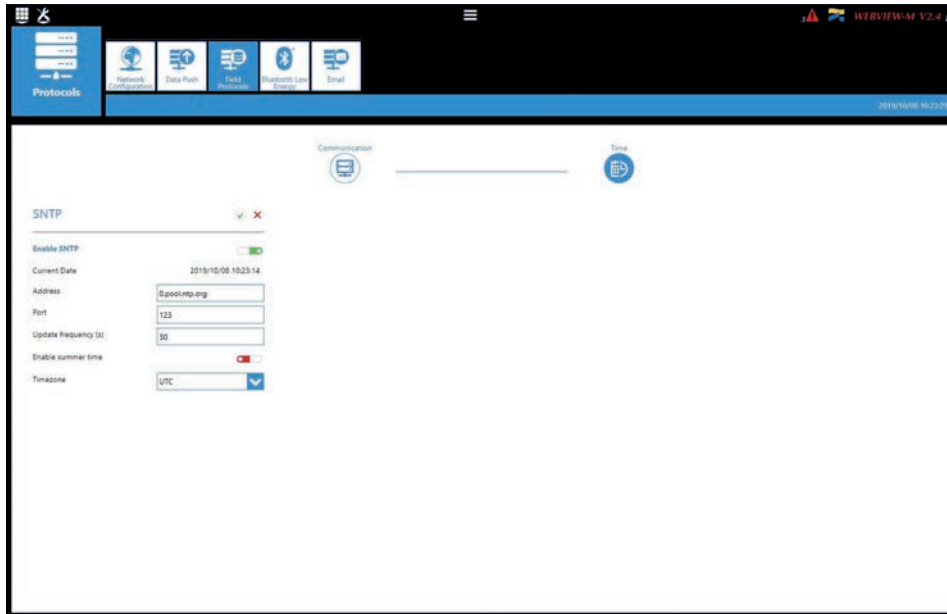 WEBVIEW-M V2.4
Protocols
Network Configuration
Data Push
Field Protocols
Bluetooth Low Energy
Email
2019/10/08 10:23:29
Communication
Time
SNTP
Enable SNTP
Current Date
2019/10/08 10:23:14
Address
0.pool.ntp.org
Port
123
Update frequency (s)
30
Enable summer time
Timezone
UTC